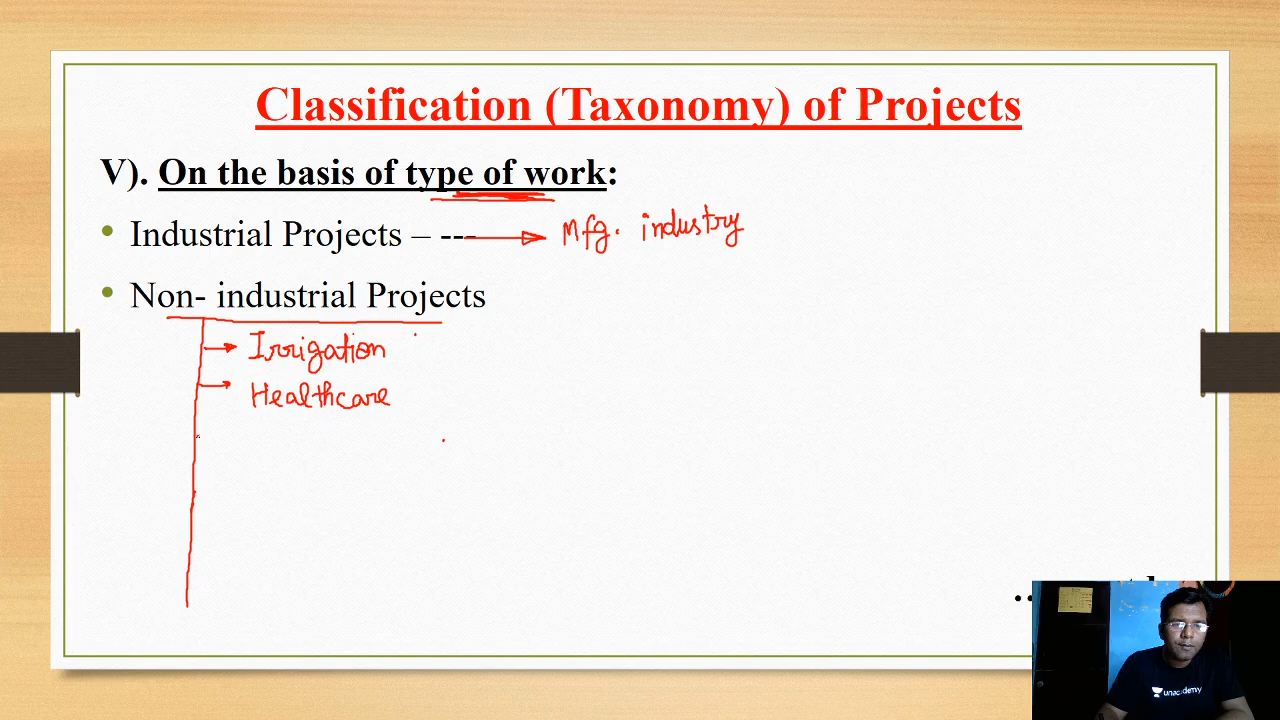 Classification (Taxonomy) of Projects
V). On the basis of type of work:
• Industrial Projects – --- Mfg. industry
• Non- industrial Projects
Irrigation
Healthcare
unacademy